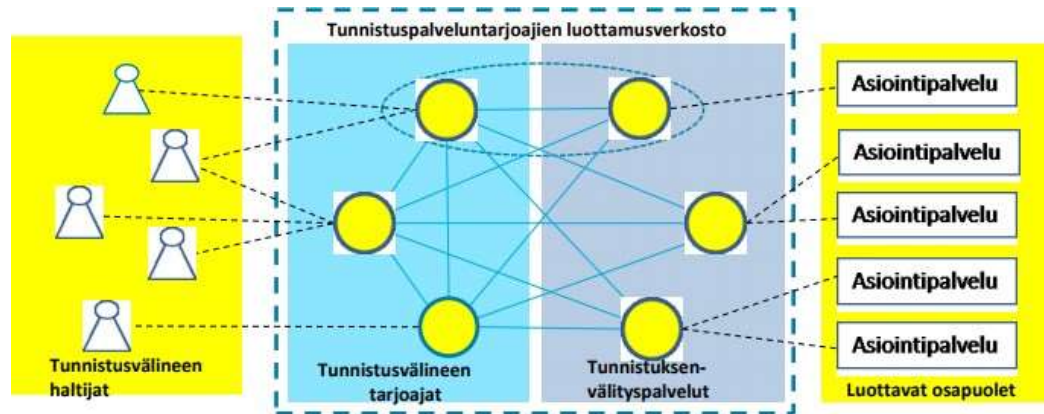 Tunnistuspalveluntarjoajien luottamusverkosto
Asiointipalvelu
Asiointipalvelu
Asiointipalvelu
Asiointipalvelu
Asiointipalvelu
Tunnistusvälineen
haltijat
Tunnistusvälineen
tarjoajat
Tunnistuksen-
välityspalvelut
Luottavat osapuolet